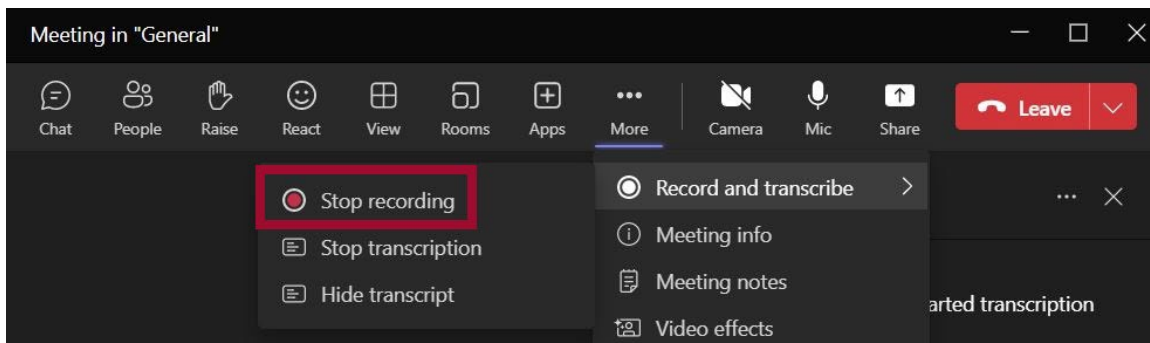 Meeting in "General"
Chat People Raise React View Rooms Apps More Camera Mic Share Leave
Stop recording
Stop transcription
Hide transcript
Record and transcribe
Meeting info
Meeting notes
Video effects
arted transcription